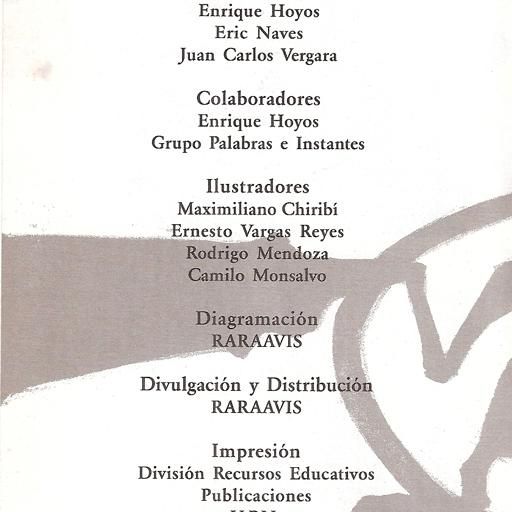 Enrique Hoyos
Eric Naves
Juan Carlos Vergara
Colaboradores
Enrique Hoyos
Grupo Palabras e Instantes
Ilustradores
Maximiliano Chiribí
Ernesto Vargas Reyes
Rodrigo Mendoza
Camilo Monsalvo
Diagramación
RARAAVIS
Divulgación y Distribución
RARAAVIS
Impresión
División Recursos Educativos
Publicaciones